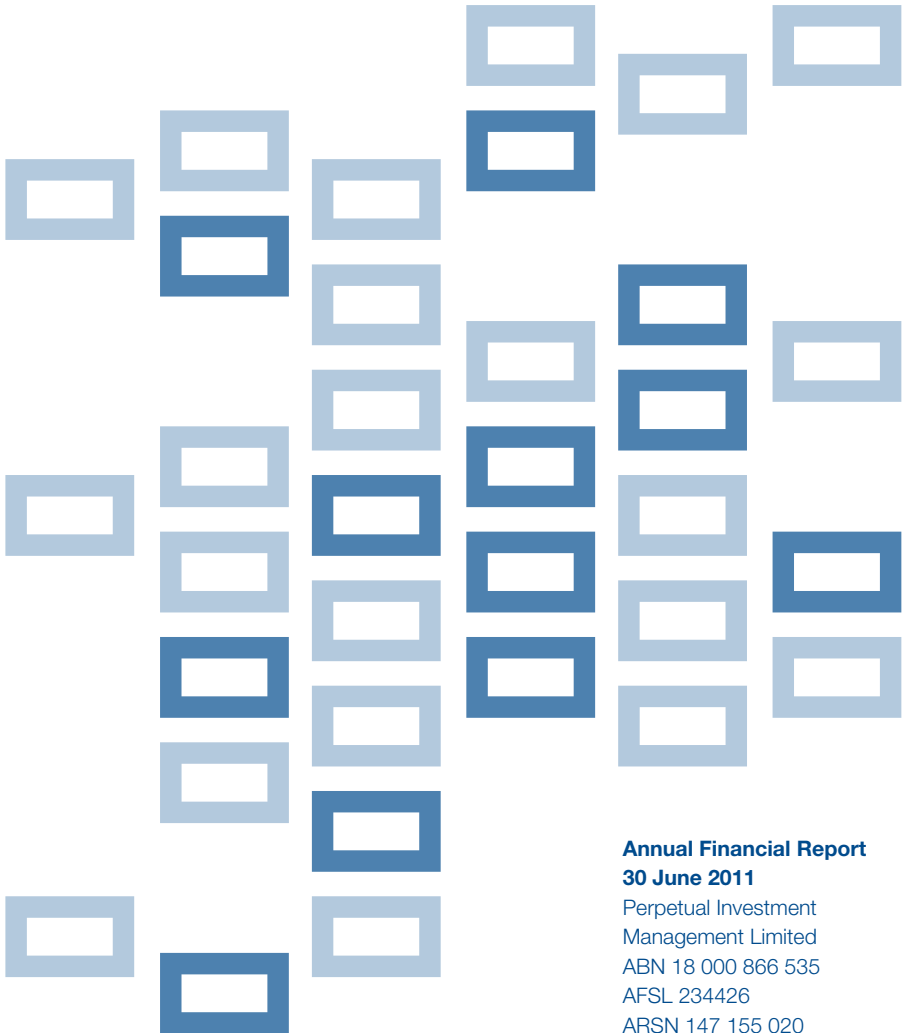 Annual Financial Report
30 June 2011
Perpetual Investment
Management Limited
ABN 18 000 866 535
AFSL 234426
ARSN 147 155 020